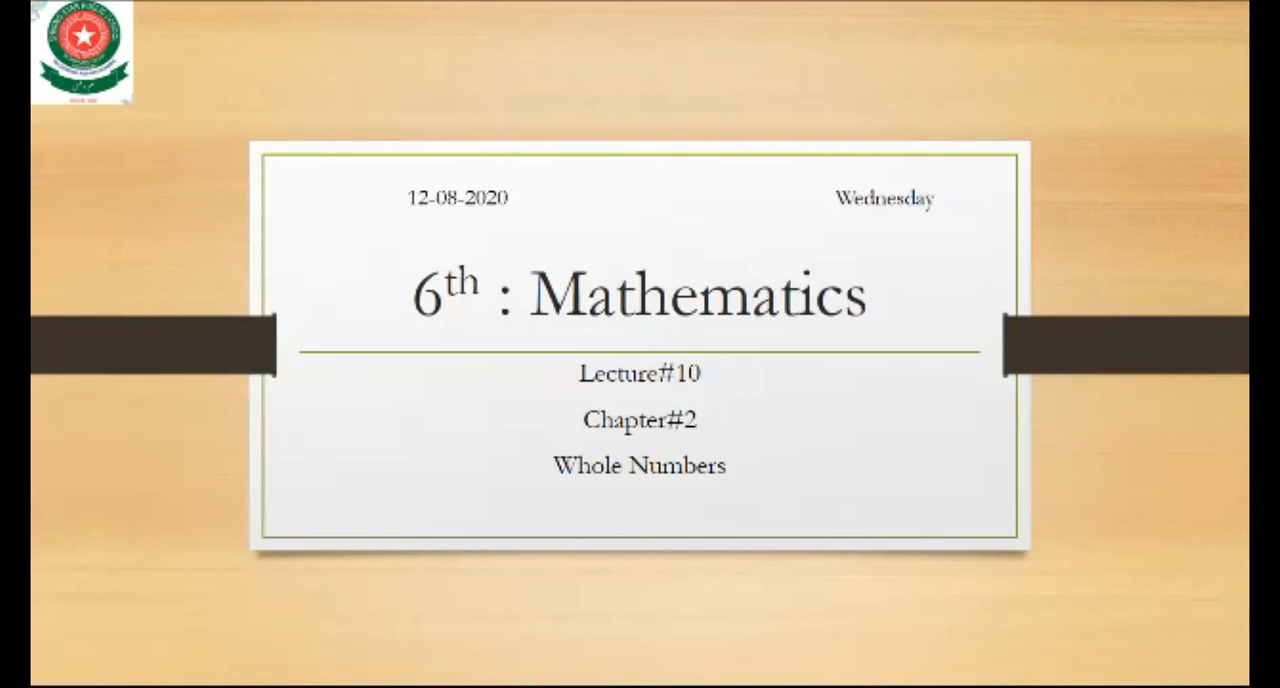 12-08-2020 Wednesday
6th : Mathematics
Lecture#10
Chapter#2
Whole Numbers